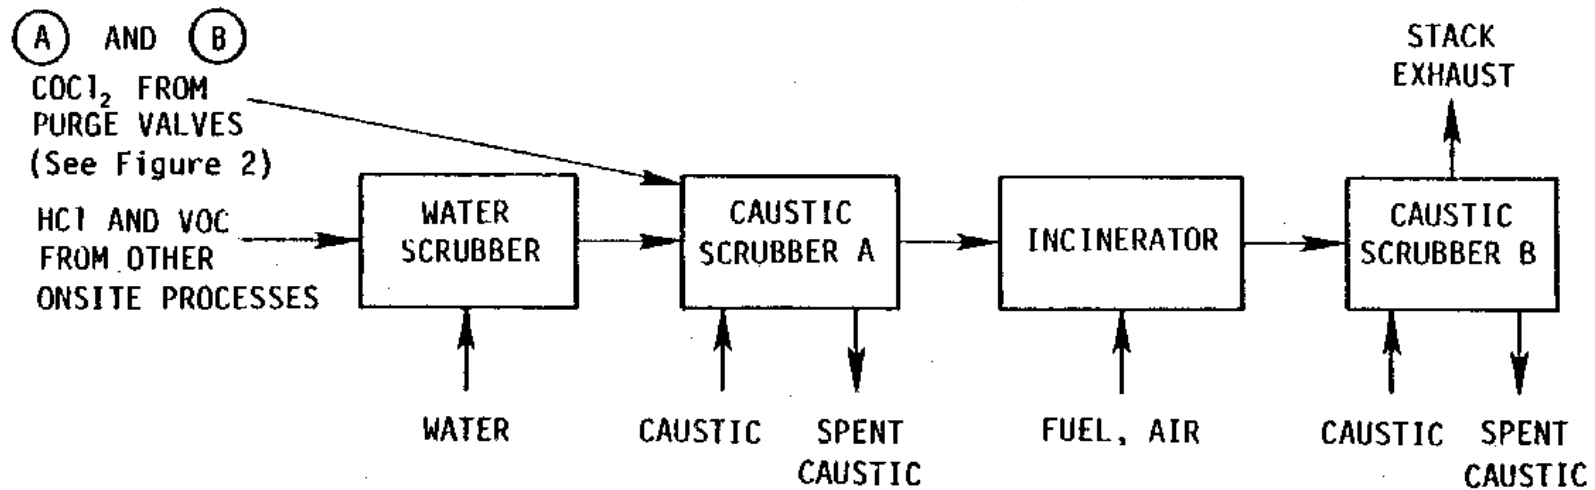 A AND B
COCl₂ FROM
PURGE VALVES
(See Figure 2)
HCl AND VOC
FROM OTHER
ONSITE PROCESSES
WATER
SCRUBBER
CAUSTIC
SCRUBBER A
INCINERATOR
CAUSTIC
SCRUBBER B
STACK
EXHAUST
WATER
CAUSTIC
SPENT
CAUSTIC
FUEL, AIR
CAUSTIC
SPENT
CAUSTIC